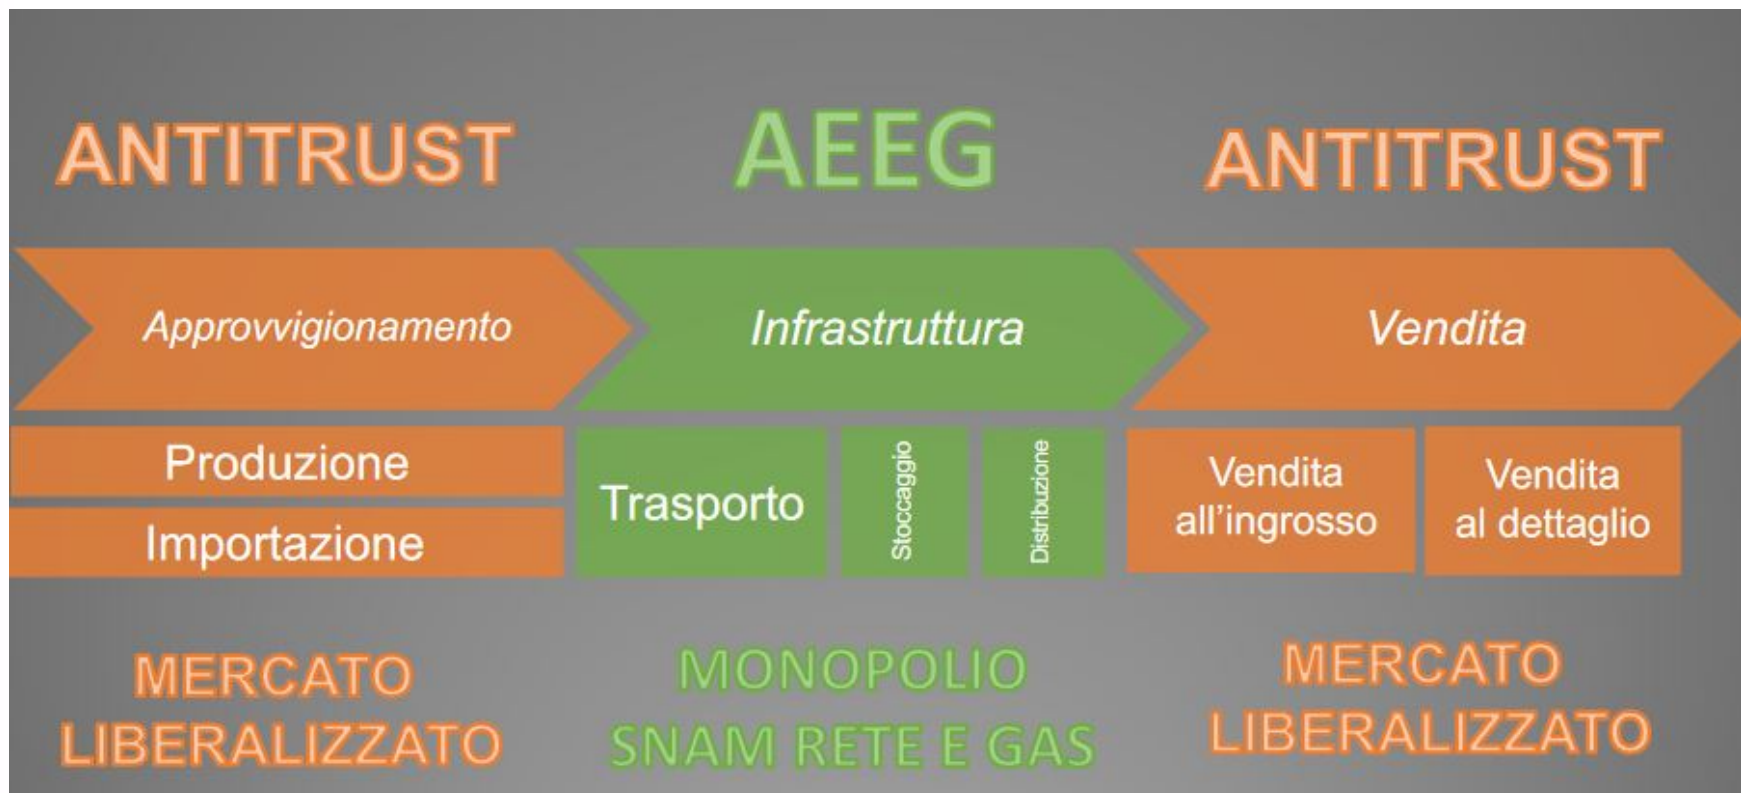 ANTITRUST
AEEG
ANTITRUST
Approvvigionamento
Infrastruttura
Vendita
Produzione
Importazione
Trasporto
Stoccaggio
Distribuzione
Vendita
all'ingrosso
Vendita
al dettaglio
MERCATO
LIBERALIZZATO
MONOPOLIO
SNAM RETE E GAS
MERCATO
LIBERALIZZATO